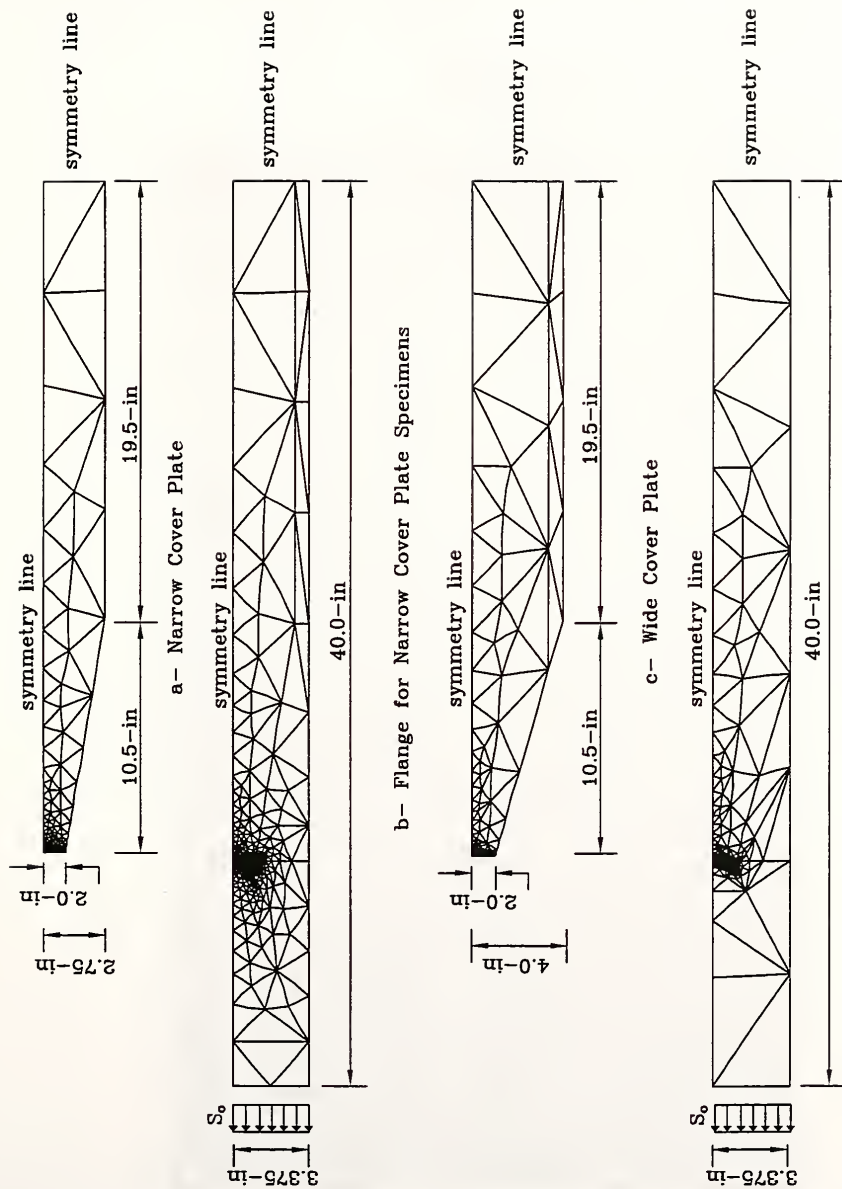 symmetry line
symmetry line
2.0-in
2.75-in
10.5-in
19.5-in
a- Narrow Cover Plate
symmetry line
symmetry line
S₀
3.375-in
40.0-in
b- Flange for Narrow Cover Plate Specimens
symmetry line
symmetry line
2.0-in
4.0-in
10.5-in
19.5-in
c- Wide Cover Plate
symmetry line
symmetry line
S₀
3.375-in
40.0-in